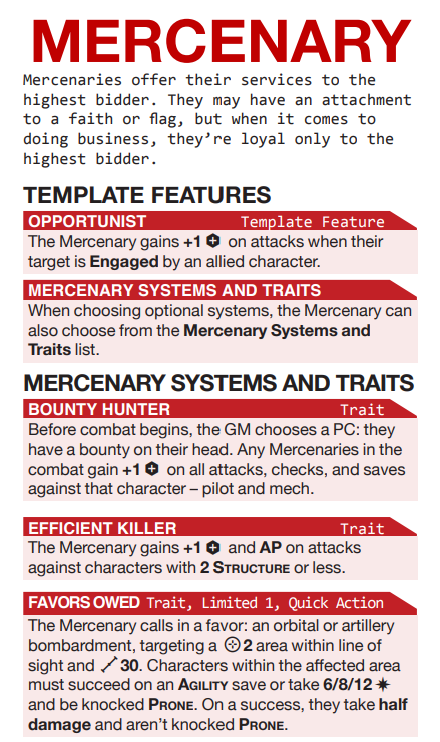 MERCENARY
Mercenaries offer their services to the
highest bidder. They may have an attachment
to a faith or flag, but when it comes to
doing business, they're loyal only to the
highest bidder.
TEMPLATE FEATURES
OPPORTUNIST Template Feature
The Mercenary gains +1 on attacks when their
target is Engaged by an allied character.
MERCENARY SYSTEMS AND TRAITS
When choosing optional systems, the Mercenary can
also choose from the Mercenary Systems and
Traits list.
MERCENARY SYSTEMS AND TRAITS
BOUNTY HUNTER Trait
Before combat begins, the GM chooses a PC: they
have a bounty on their head. Any Mercenaries in the
combat gain +1 on all attacks, checks, and saves
against that character – pilot and mech.
EFFICIENT KILLER Trait
The Mercenary gains +1 and AP on attacks
against characters with 2 STRUCTURE or less.
FAVORS OWED Trait, Limited 1, Quick Action
The Mercenary calls in a favor: an orbital or artillery
bombardment, targeting a 2 area within line of
sight and 30. Characters within the affected area
must succeed on an AGILITY save or take 6/8/12
and be knocked PRONE. On a success, they take half
damage and aren't knocked PRONE.